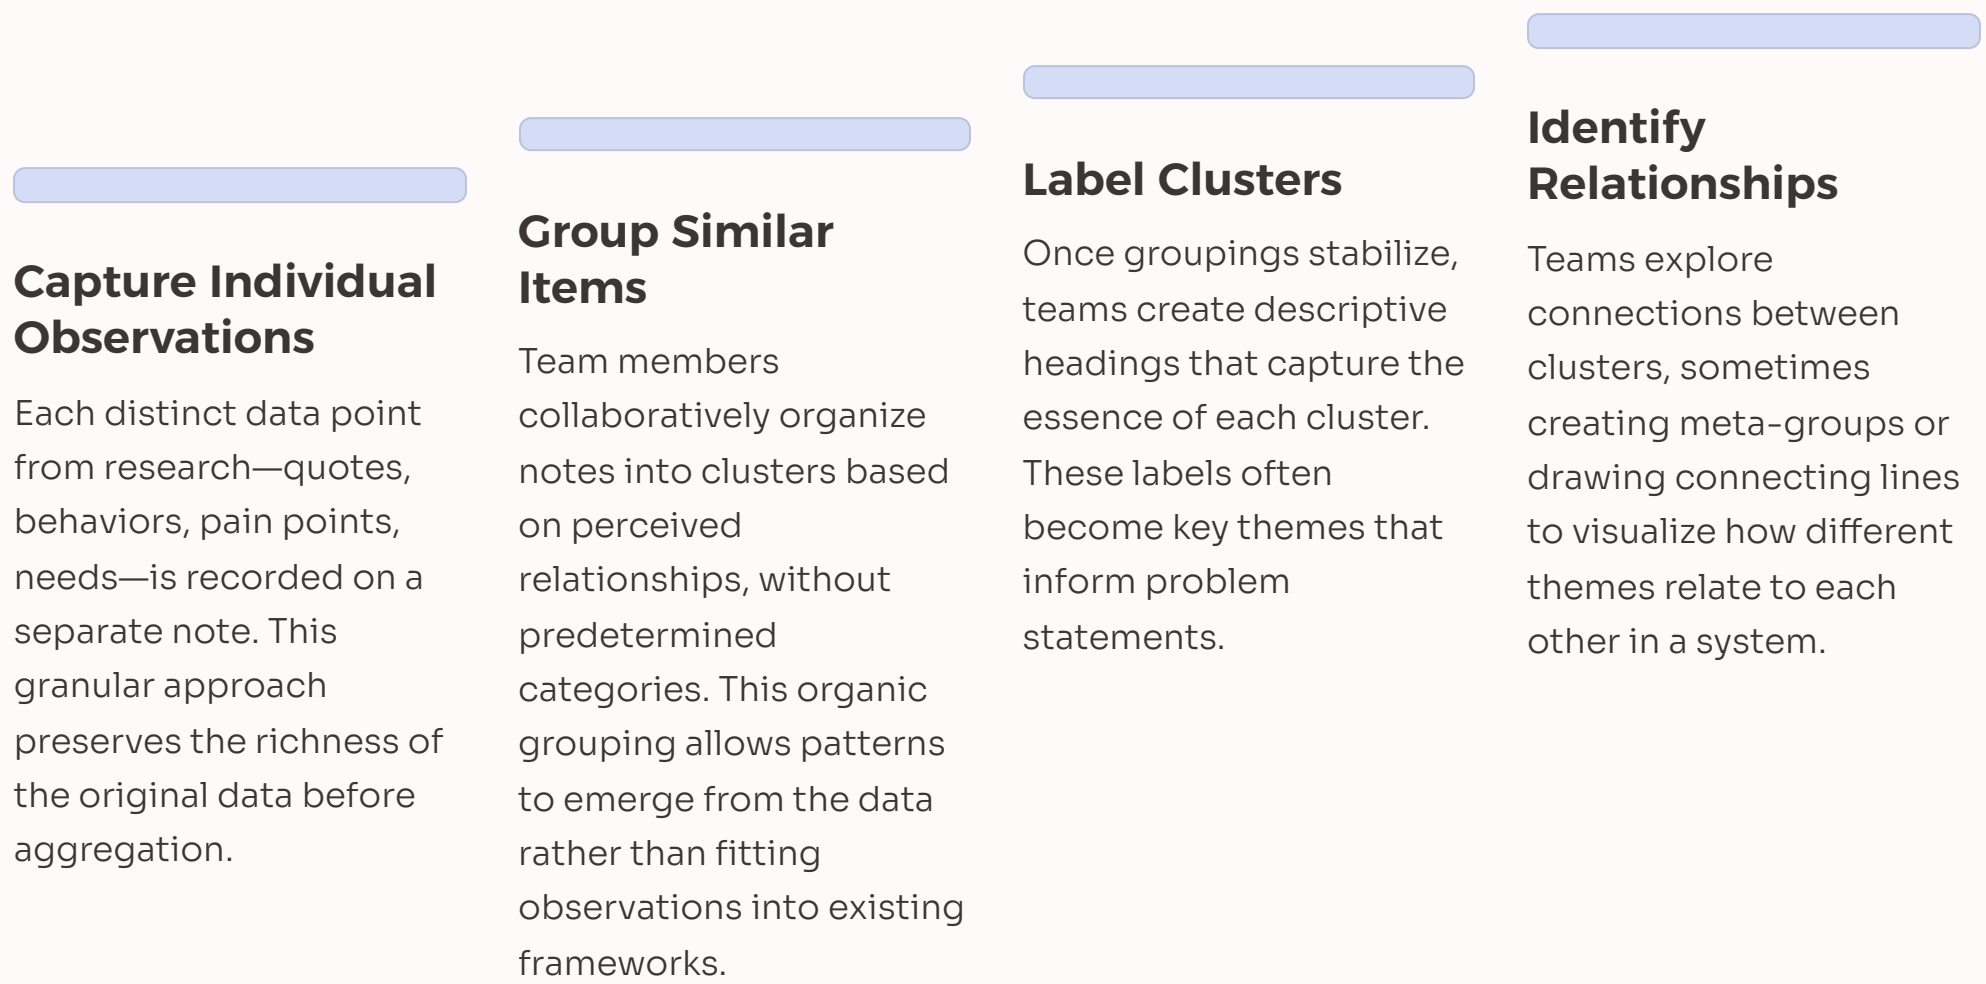 Capture Individual
Observations
Each distinct data point
from research—quotes,
behaviors, pain points,
needs—is recorded on a
separate note. This
granular approach
preserves the richness of
the original data before
aggregation.
Group Similar
Items
Team members
collaboratively organize
notes into clusters based
on perceived
relationships, without
predetermined
categories. This organic
grouping allows patterns
to emerge from the data
rather than fitting
observations into existing
frameworks.
Label Clusters
Once groupings stabilize,
teams create descriptive
headings that capture the
essence of each cluster.
These labels often
become key themes that
inform problem
statements.
Identify
Relationships
Teams explore
connections between
clusters, sometimes
creating meta-groups or
drawing connecting lines
to visualize how different
themes relate to each
other in a system.